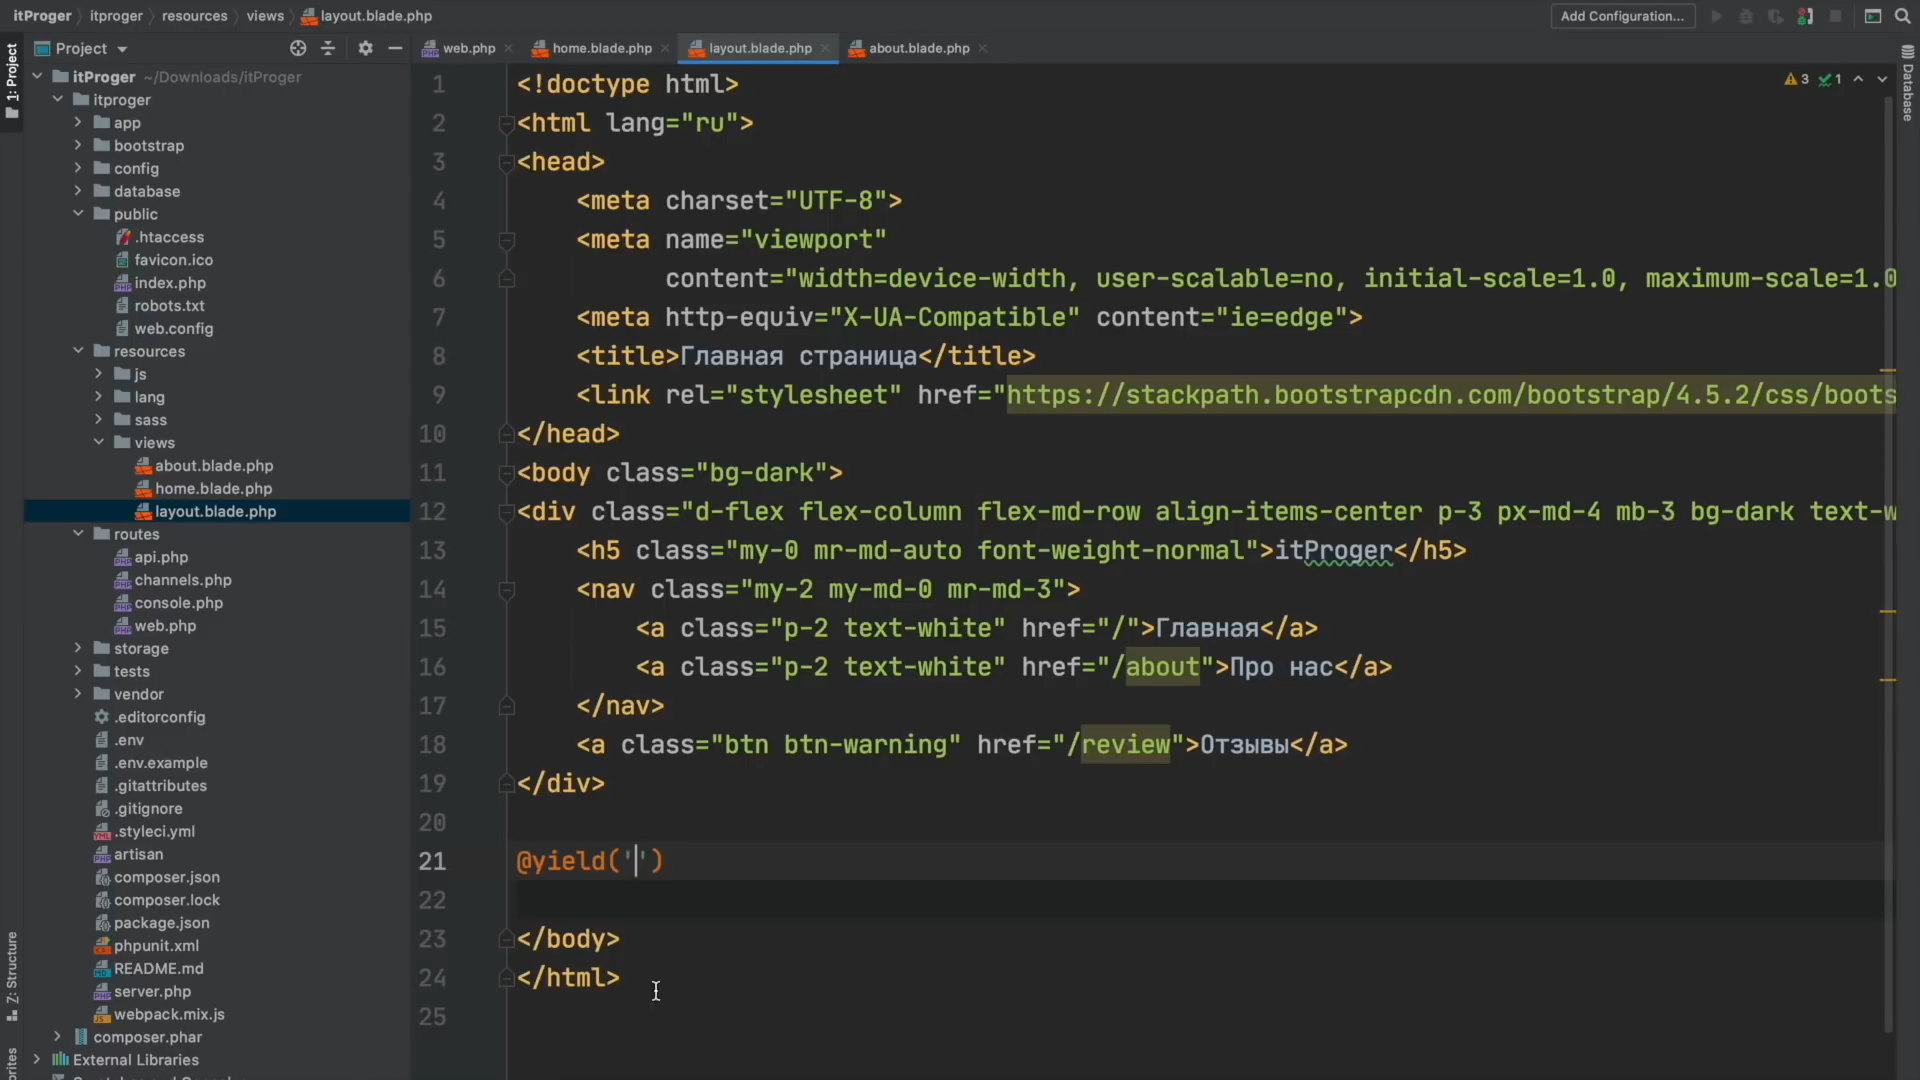 itProger
itproger
resources
views
layout.blade.php
Add Configuration...
1: Project
Project
web.php
home.blade.php
layout.blade.php
about.blade.php
Database
itProger ~/Downloads/itProger
itproger
app
bootstrap
config
database
public
.htaccess
favicon.ico
index.php
robots.txt
web.config
resources
js
lang
sass
views
about.blade.php
home.blade.php
layout.blade.php
routes
api.php
channels.php
console.php
web.php
storage
tests
vendor
.editorconfig
.env
.env.example
.gitattributes
.gitignore
.styleci.yml
artisan
composer.json
composer.lock
package.json
phpunit.xml
README.md
server.php
webpack.mix.js
composer.phar
External Libraries
Z: Structure
3 1
1 <!doctype html>
2 <html lang="ru">
3 <head>
4 <meta charset="UTF-8">
5 <meta name="viewport"
6 content="width=device-width, user-scalable=no, initial-scale=1.0, maximum-scale=1.0
7 <meta http-equiv="X-UA-Compatible" content="ie=edge">
8 <title>Главная страница</title>
9 <link rel="stylesheet" href="https://stackpath.bootstrapcdn.com/bootstrap/4.5.2/css/boots
10 </head>
11 <body class="bg-dark">
12 <div class="d-flex flex-column flex-md-row align-items-center p-3 px-md-4 mb-3 bg-dark text-w
13 <h5 class="my-0 mr-md-auto font-weight-normal">itProger</h5>
14 <nav class="my-2 my-md-0 mr-md-3">
15 <a class="p-2 text-white" href="/">Главная</a>
16 <a class="p-2 text-white" href="/about">Про нас</a>
17 </nav>
18 <a class="btn btn-warning" href="/review">Отзывы</a>
19 </div>
20
21 @yield('')
22
23 </body>
24 </html>
25